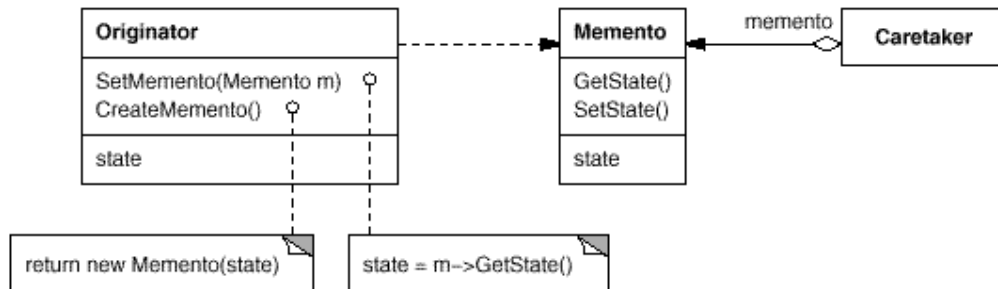 Originator
SetMemento(Memento m)
CreateMemento()
state
Memento
GetState()
SetState()
state
memento
Caretaker
return new Memento(state)
state = m->GetState()